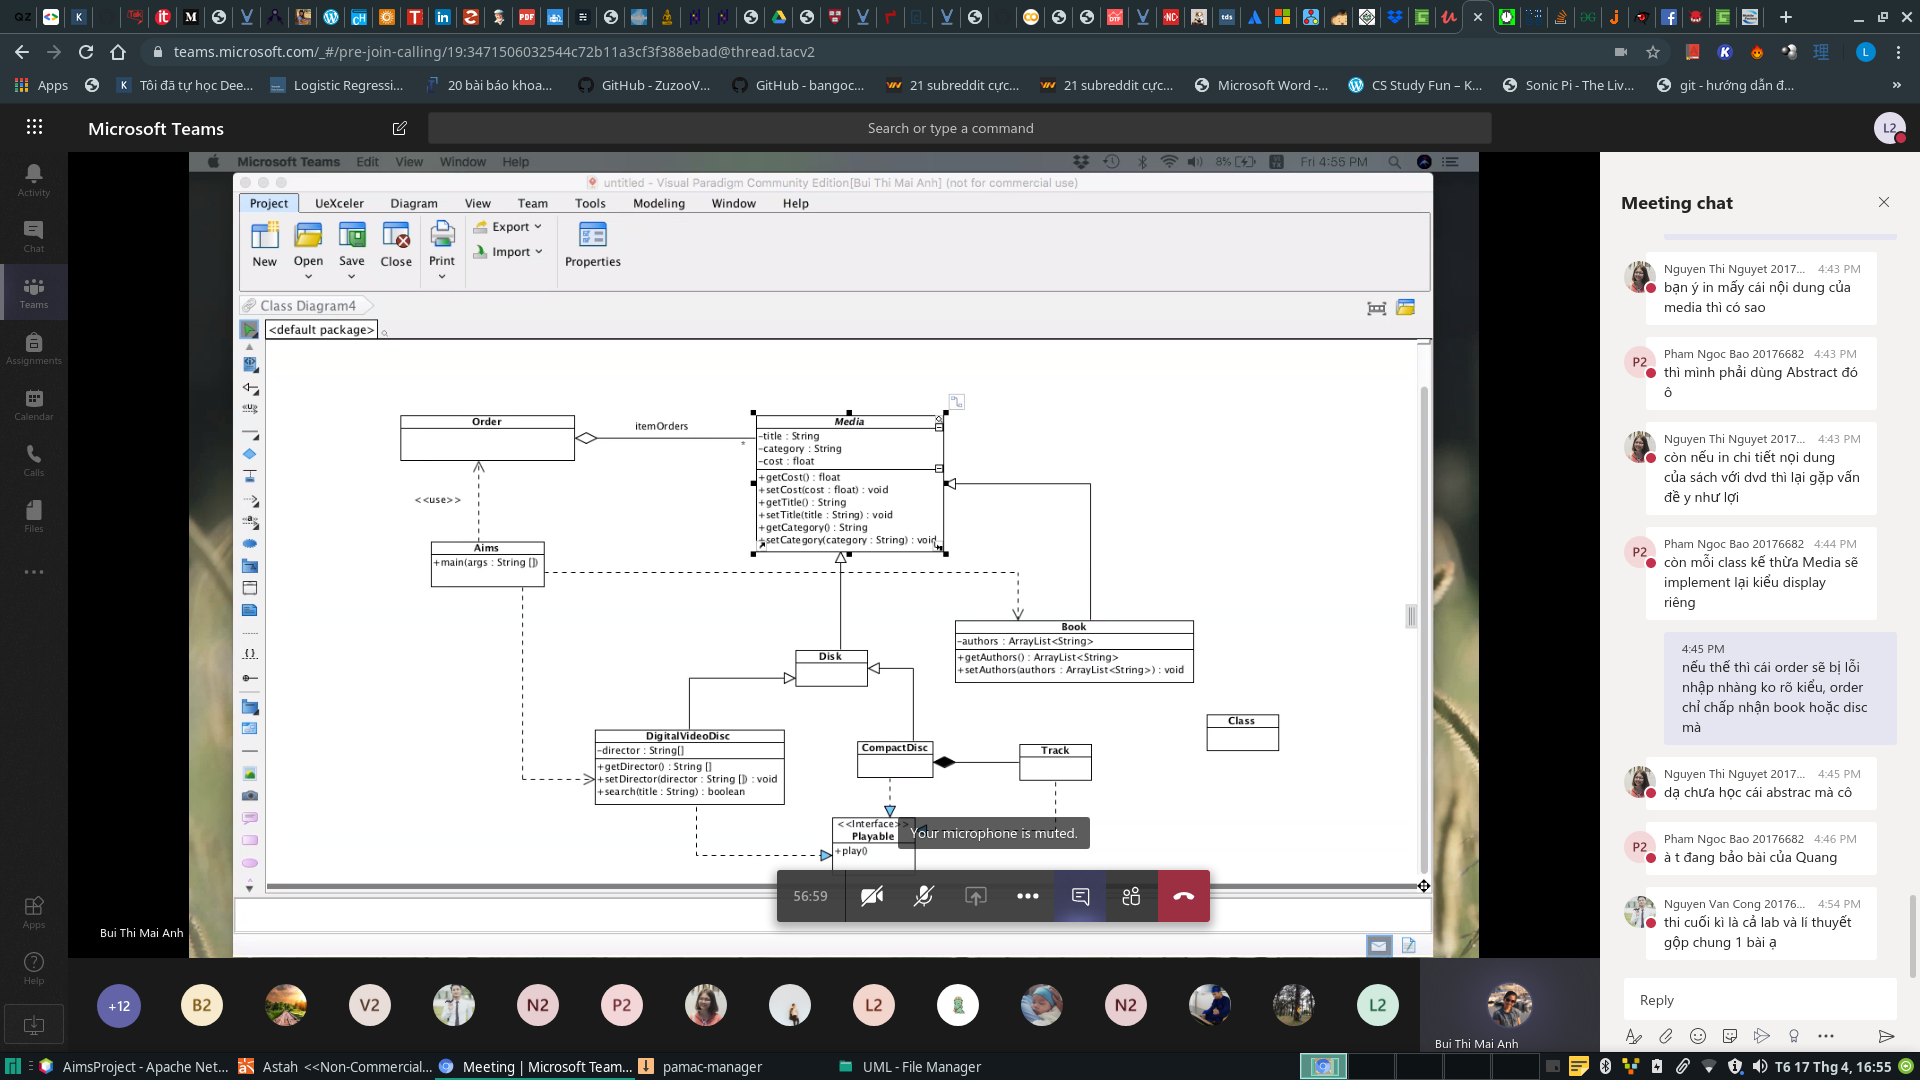 teams.microsoft.com/_#/pre-join-calling/19:3471506032544c72b11a3cf3f388ebad@thread.tacv2
Apps
Tôi đã tự học Dee...
Logistic Regressi...
20 bài báo khoa...
GitHub - ZuzooV...
GitHub - bangoc...
21 subreddit cực...
21 subreddit cực...
Microsoft Word -...
CS Study Fun – K...
Sonic Pi - The Liv...
git - hướng dẫn đ...
»
Microsoft Teams
Search or type a command
L2
Activity
Chat
Teams
Assignments
Calendar
Calls
Files
Apps
Help
Microsoft Teams Edit View Window Help
8%
Fri 4:56 PM
untitled - Visual Paradigm Community Edition[Bui Thi Mai Anh] (not for commercial use)
Project UeXceler Diagram View Team Tools Modeling Window Help
New
Open
Save
Close
Print
Export
Import
Properties
Class Diagram4
<default package>
Order
itemOrders
*
<<use>>
Media
-title : String
-category : String
-cost : float
+getCost() : float
+setCost(cost : float) : void
+getTitle() : String
+setTitle(title : String) : void
+getCategory() : String
+setCategory(category : String) : void
Aims
+main(args : String [])
Book
-authors : ArrayList<String>
+getAuthors() : ArrayList<String>
+setAuthors(authors : ArrayList<String>) : void
Disk
Class
DigitalVideoDisc
-director : String[]
+getDirector() : String []
+setDirector(director : String []) : void
+search(title : String) : boolean
CompactDisc
Track
<<Interface>>
Playable
+play()
Your microphone is muted.
56:59
Bui Thi Mai Anh
+12
B2
V2
N2
P2
L2
N2
L2
Bui Thi Mai Anh
Meeting chat
Nguyen Thi Nguyet 2017... 4:43 PM
bạn ý in mấy cái nội dung của
media thì có sao
P2
Pham Ngoc Bao 20176682 4:43 PM
thì mình phải dùng Abstract đó
ô
Nguyen Thi Nguyet 2017... 4:43 PM
còn nếu in chi tiết nọi dung
của sách với dvd thì lại gặp vấn
đề y như lợi
P2
Pham Ngoc Bao 20176682 4:44 PM
còn mỗi class kế thừa Media sẽ
implement lại kiểu display
riêng
4:45 PM
nếu thế thì cái order sẽ bị lỗi
nhập nhàng ko rõ kiểu, order
chỉ chấp nhận book hoặc disc
mà
Nguyen Thi Nguyet 2017... 4:45 PM
dạ chưa học cái abstrac mà cô
P2
Pham Ngoc Bao 20176682 4:46 PM
à t đang bảo bài của Quang
Nguyen Van Cong 20176... 4:54 PM
thi cuối kì là cả lab và lí thuyết
gộp chung 1 bài ạ
Reply
AimsProject - Apache Net...
Astah <<Non-Commercial...
Meeting | Microsoft Team...
pamac-manager
UML - File Manager
T6 17 Thg 4, 16:55